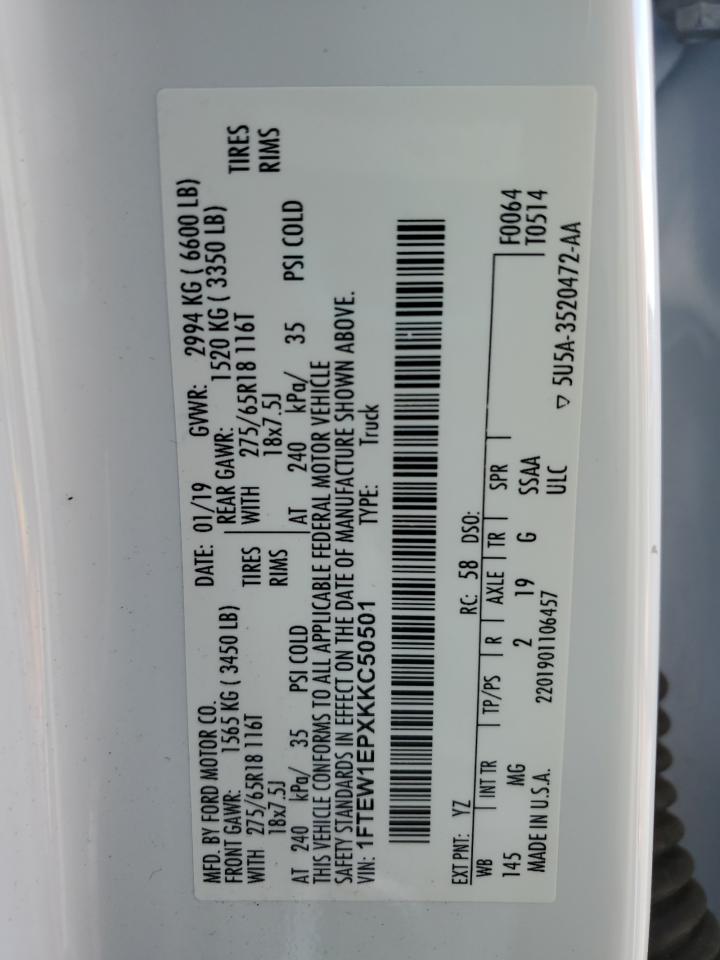 MFD. BY FORD MOTOR CO. DATE: 01/19 GVWR: 2994 KG ( 6600 LB)
FRONT GAWR: 1565 KG ( 3450 LB) REAR GAWR: 1520 KG ( 3350 LB)
WITH 275/65R18 116T TIRES WITH 275/65R18 116T TIRES
18x7.5J RIMS 18x7.5J RIMS
AT 240 kPa/ 35 PSI COLD AT 240 kPa/ 35 PSI COLD
THIS VEHICLE CONFORMS TO ALL APPLICABLE FEDERAL MOTOR VEHICLE
SAFETY STANDARDS IN EFFECT ON THE DATE OF MANUFACTURE SHOWN ABOVE.
VIN: 1FTEW1EPXKKC50501 TYPE: Truck
EXT PNT: YZ RC: 58 DSO:
WB INT TR TP/PS R AXLE TR SPR F0064
145 MG 2 19 G SSAA T0514
MADE IN U.S.A. 2201901106457 ULC ▽ 5U5A-3520472-AA